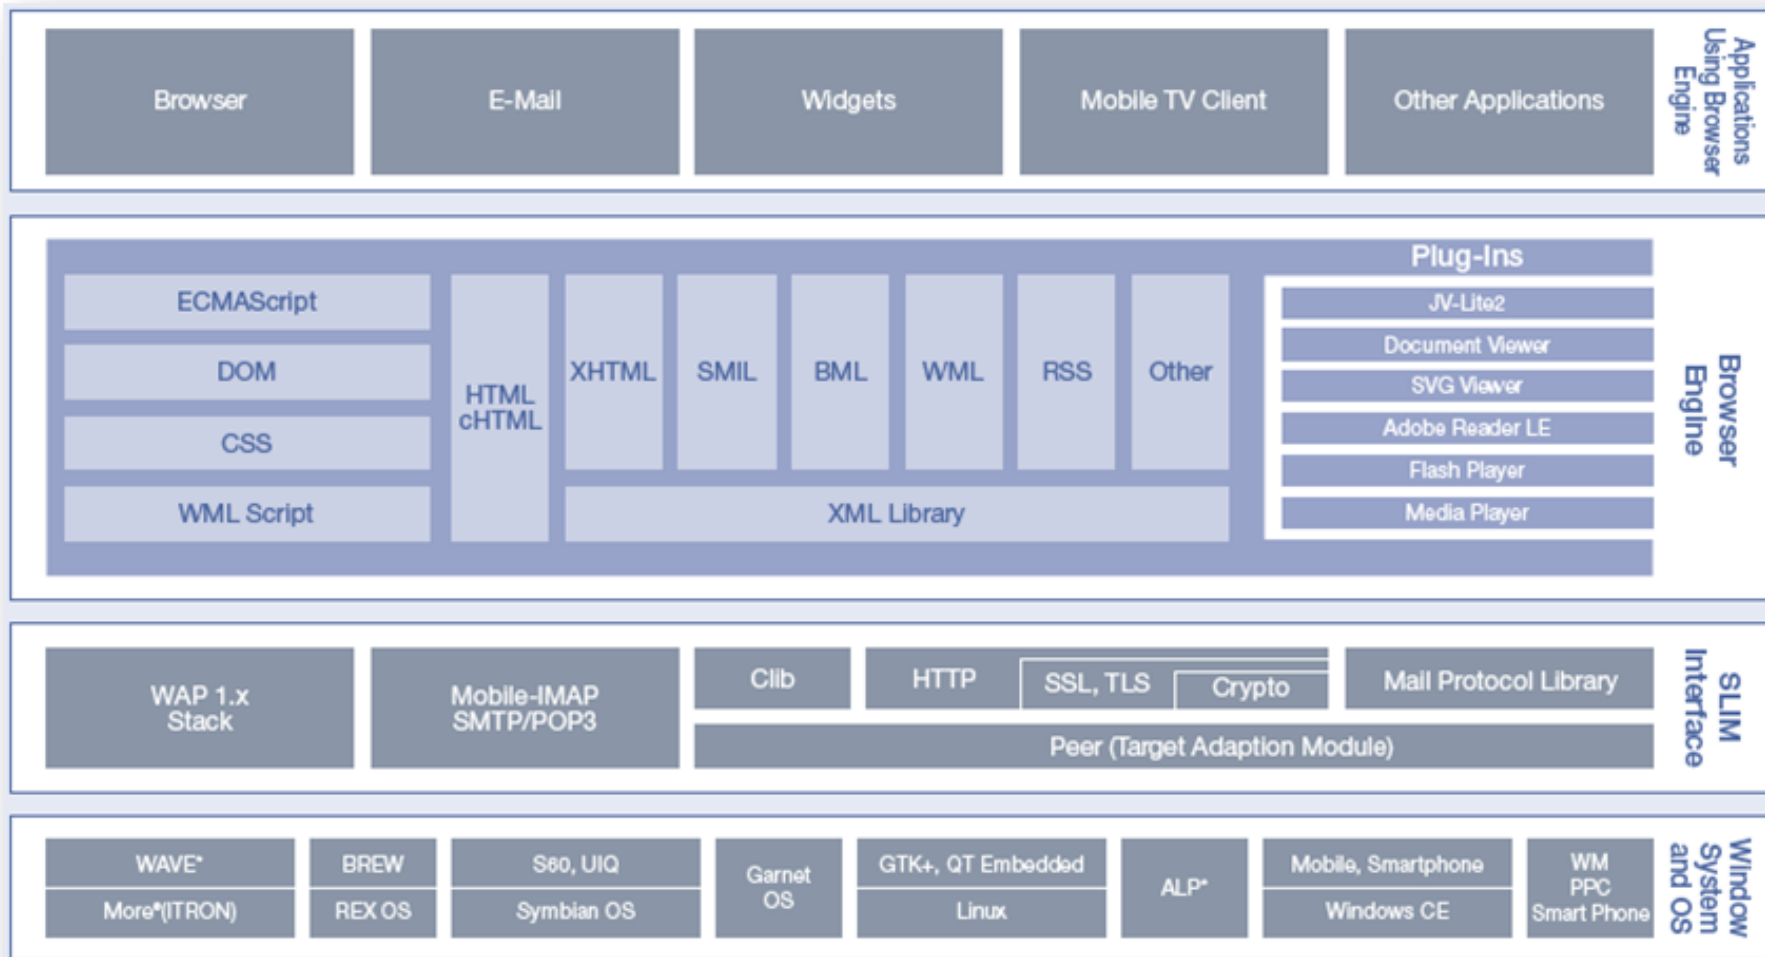 Browser
E-Mail
Widgets
Mobile TV Client
Other Applications
Applications
Using Browser
Engine
Plug-Ins
ECMAScript
DOM
CSS
WML Script
HTML
cHTML
XHTML
SMIL
BML
WML
RSS
Other
XML Library
JV-Lite2
Document Viewer
SVG Viewer
Adobe Reader LE
Flash Player
Media Player
Browser
Engine
WAP 1.x
Stack
Mobile-IMAP
SMTP/POP3
Clib
HTTP
SSL, TLS
Crypto
Mail Protocol Library
Peer (Target Adaption Module)
SLIM
Interface
WAVE*
More*(ITRON)
BREW
REX OS
S60, UIQ
Symbian OS
Garnet
OS
GTK+, QT Embedded
Linux
ALP*
Mobile, Smartphone
Windows CE
WM
PPC
Smart Phone
Window
System
and OS